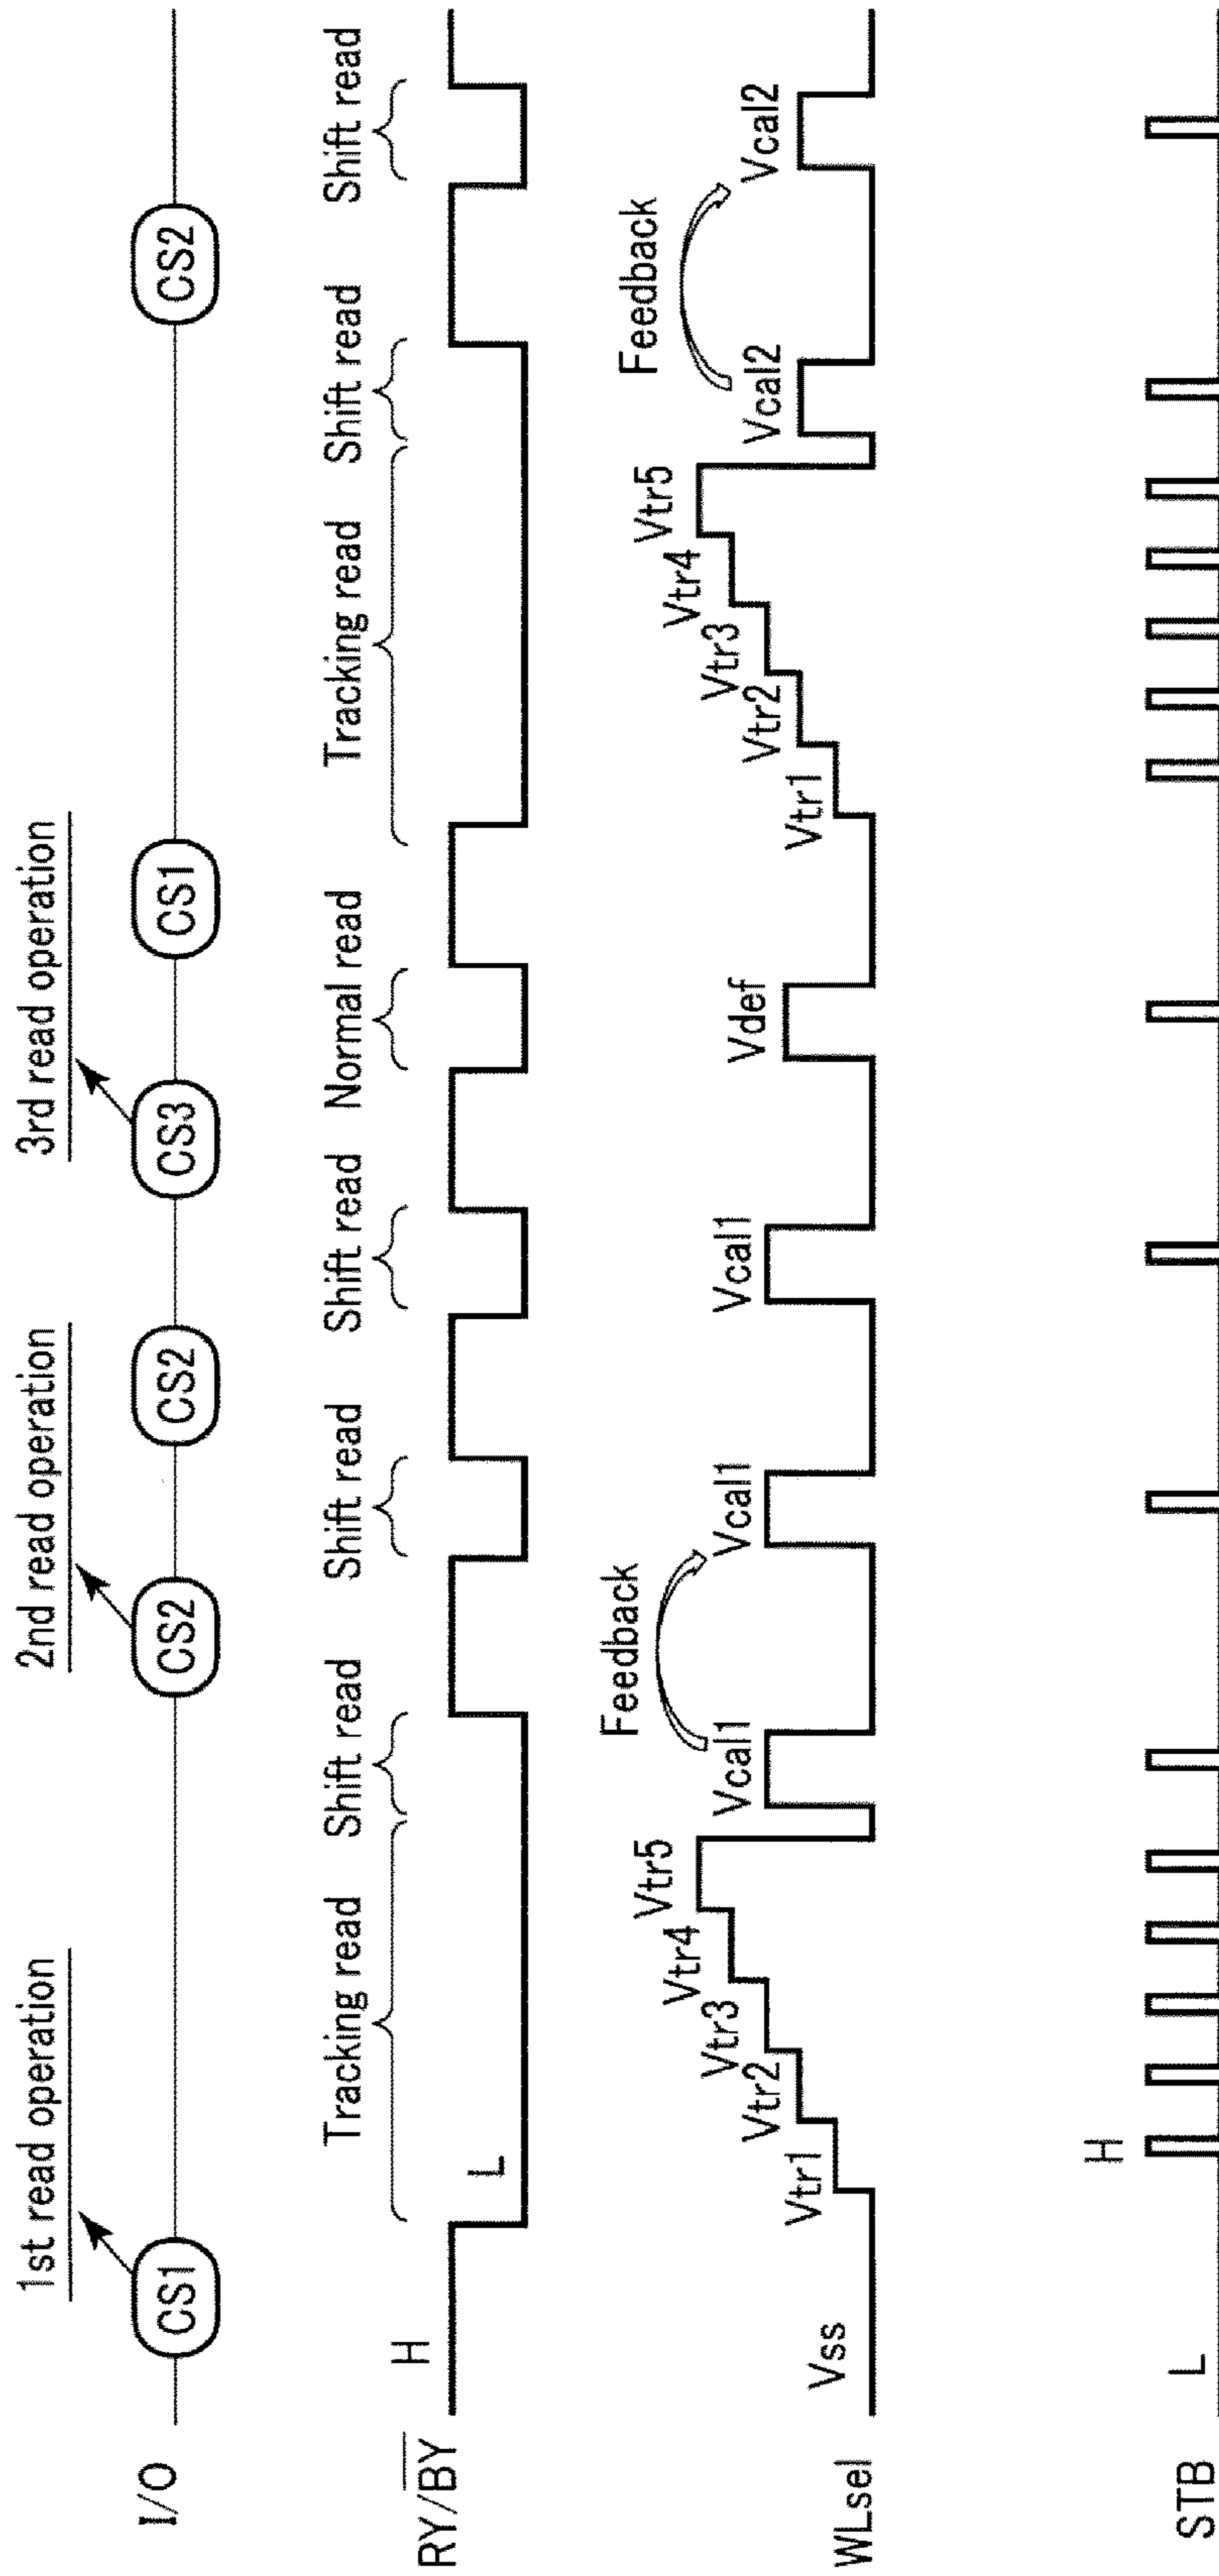 1st read operation
2nd read operation
3rd read operation
I/O
CS1
CS2
CS2
CS3
CS1
CS2
Tracking read
Shift read
Shift read
Shift read
Normal read
Tracking read
Shift read
Shift read
RY/BY
H
L
Feedback
Feedback
WLsel
Vss
Vtr1
Vtr2
Vtr3
Vtr4
Vtr5
Vcal1
Vcal1
Vcal1
Vdef
Vtr1
Vtr2
Vtr3
Vtr4
Vtr5
Vcal2
Vcal2
STB
L
H